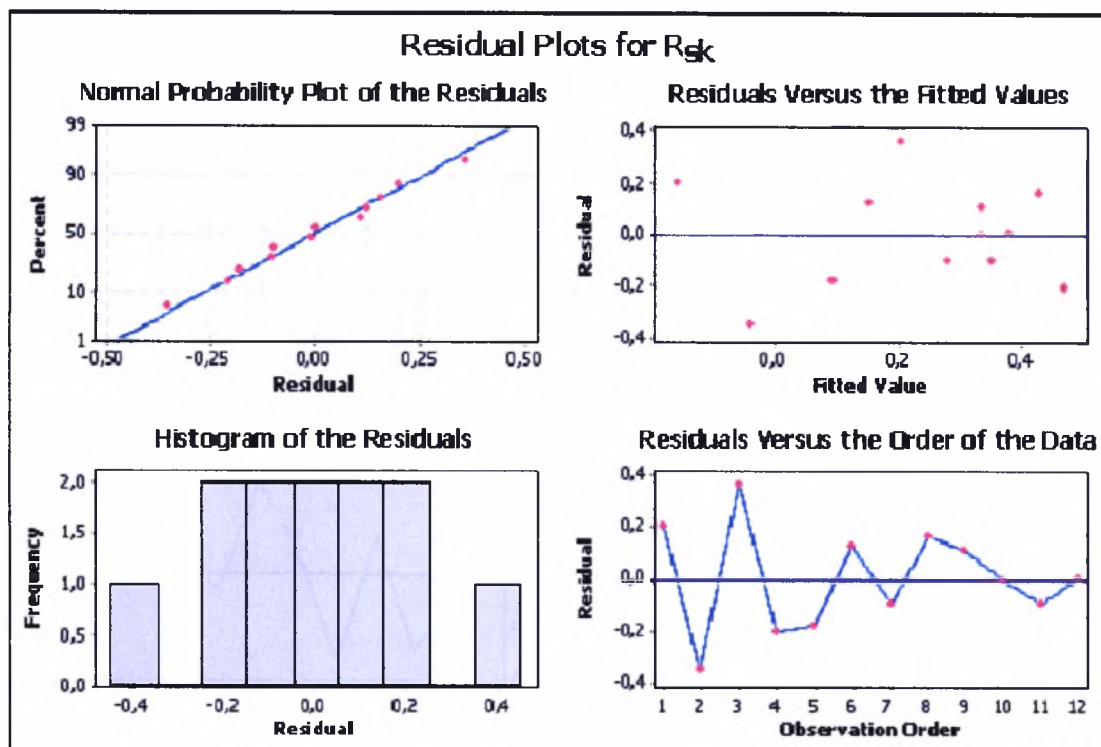 Residual Plots for Rsk
Normal Probability Plot of the Residuals
99
90
50
10
1
Percent
-0,50
-0,25
0,00
0,25
0,50
Residual
Residuals Versus the Fitted Values
0,4
0,2
0,0
-0,2
-0,4
Residual
0,0
0,2
0,4
Fitted Value
Histogram of the Residuals
2,0
1,5
1,0
0,5
0,0
Frequency
-0,4
-0,2
0,0
0,2
0,4
Residual
Residuals Versus the Order of the Data
0,4
0,2
0,0
-0,2
-0,4
Residual
1 2 3 4 5 6 7 8 9 10 11 12
Observation Order